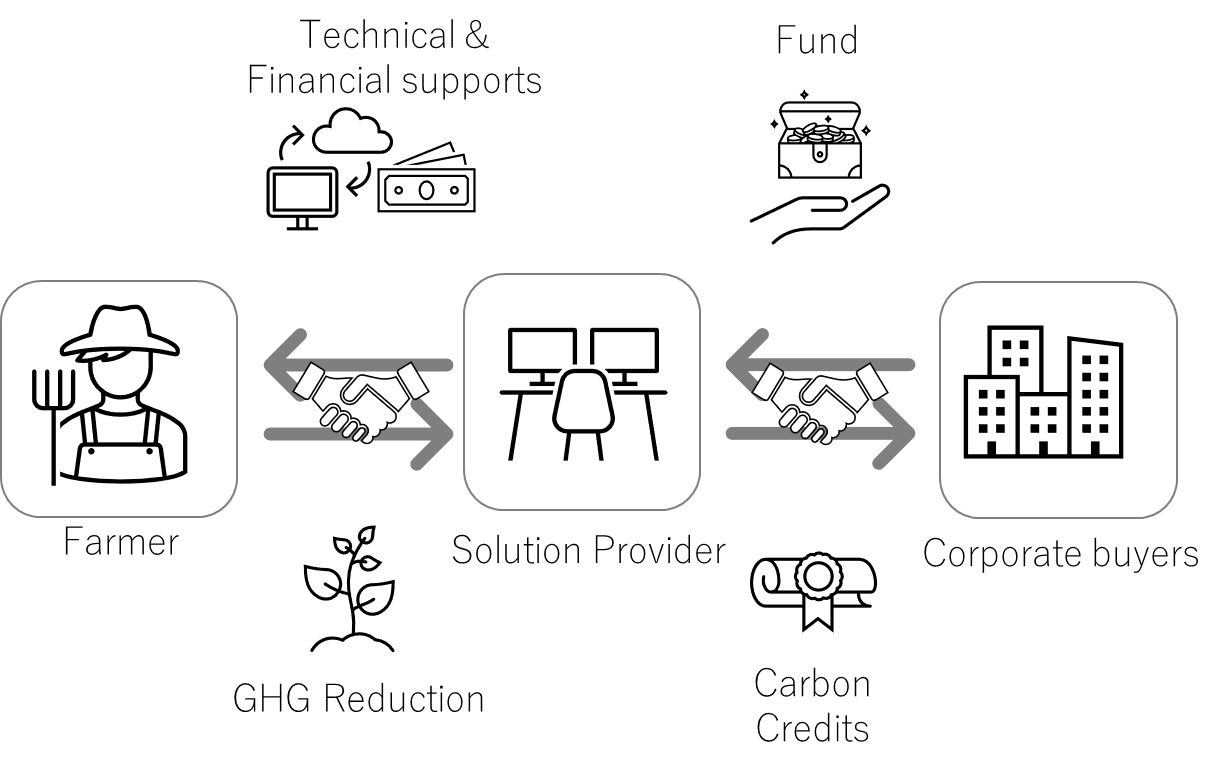 Technical &
Financial supports
Fund
Farmer
Solution Provider
Corporate buyers
GHG Reduction
Carbon
Credits